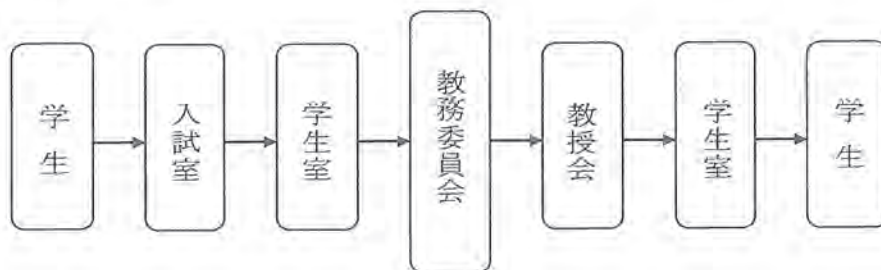 学生
入試室
学生室
教務委員会
教授会
学生室
学生